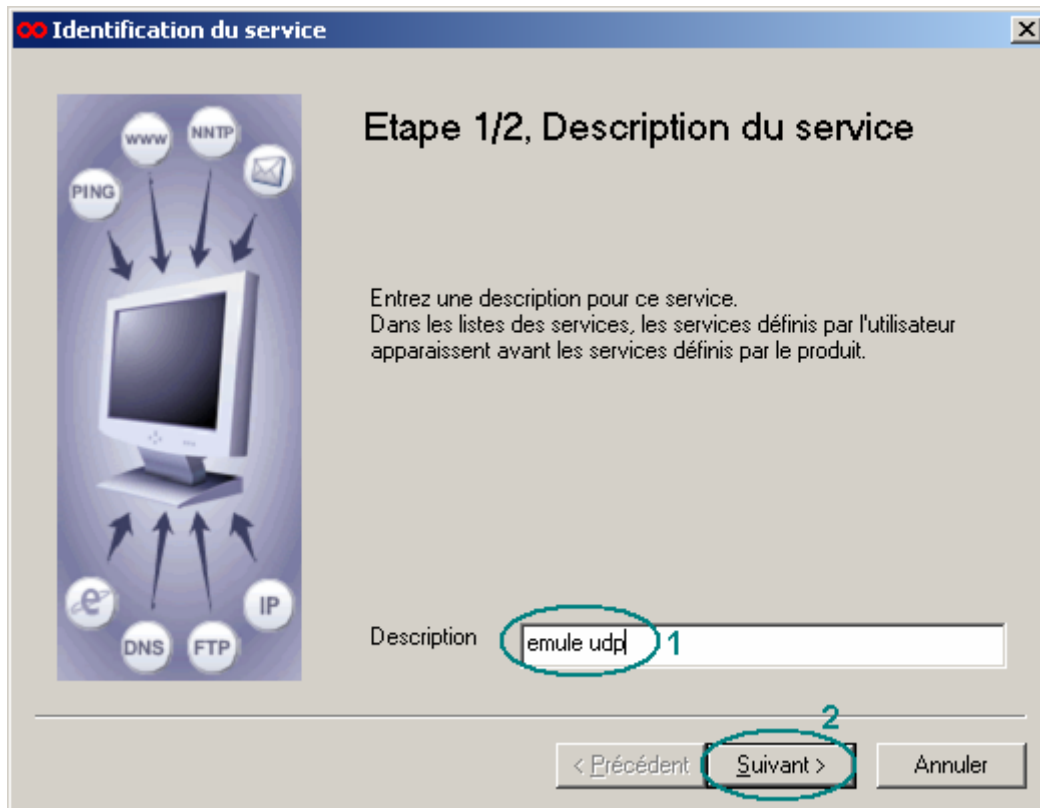 Identification du service
Etape 1/2, Description du service
www
NNTP
PING
Entrez une description pour ce service.
Dans les listes des services, les services définis par l'utilisateur
apparaissent avant les services définis par le produit.
e
IP
DNS
FTP
Description
emule udp
1
2
< Précédent
Suivant >
Annuler